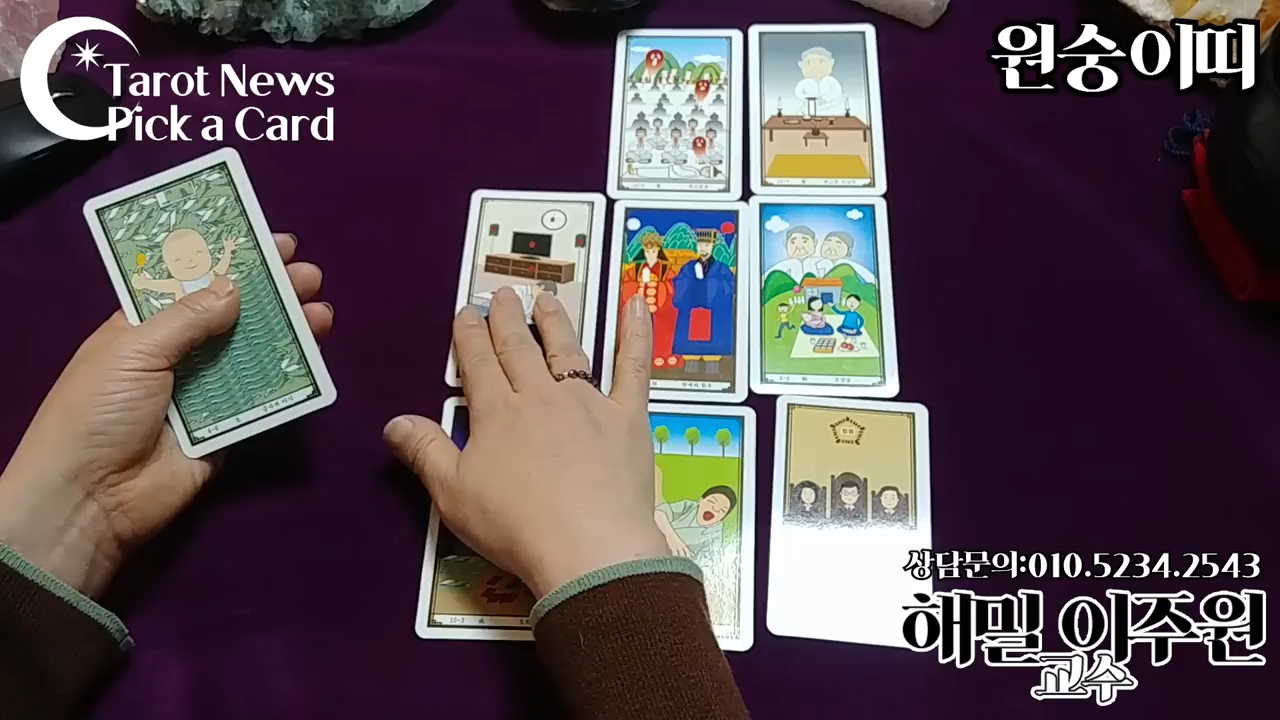 Tarot News
Pick a Card
원숭이띠
상담문의:010.5234.2543
해밀 이주원
교수